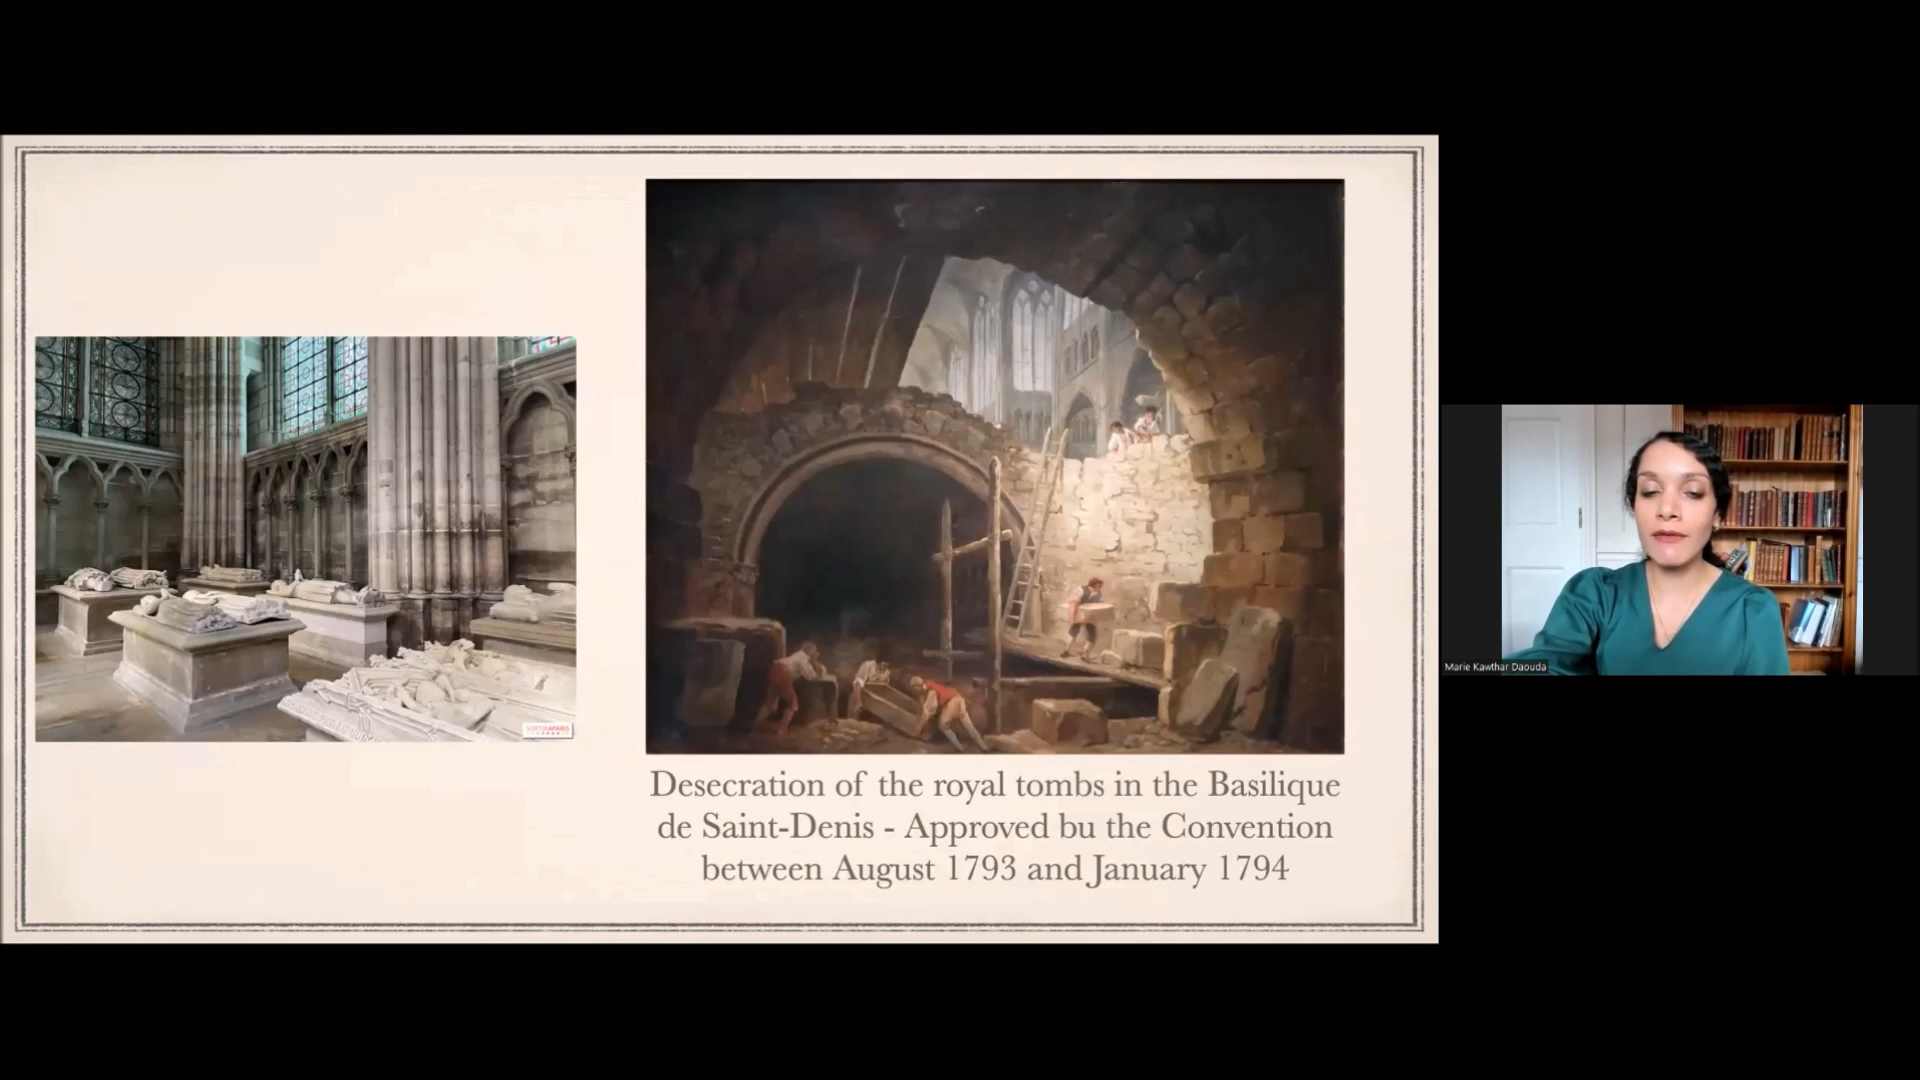 Desecration of the royal tombs in the Basilique
de Saint-Denis - Approved bu the Convention
between August 1793 and January 1794
Marie Kawthar Daouda